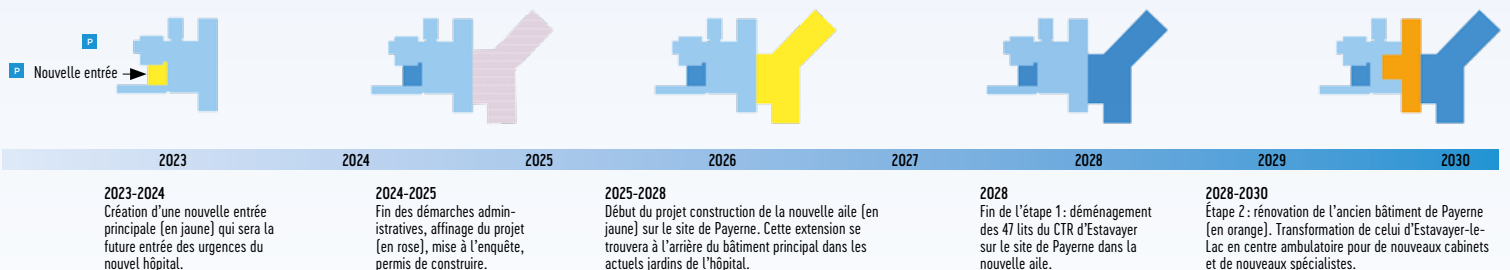 P
P Nouvelle entrée
2023 2024 2025 2026 2027 2028 2029 2030
2023-2024
Création d'une nouvelle entrée
principale (en jaune) qui sera la
future entrée des urgences du
nouvel hôpital.
2024-2025
Fin des démarches admin-
istratives, affinage du projet
(en rose), mise à l'enquête,
permis de construire.
2025-2028
Début du projet construction de la nouvelle aile (en
jaune) sur le site de Payerne. Cette extension se
trouvera à l'arrière du bâtiment principal dans les
actuels jardins de l'hôpital.
2028
Fin de l'étape 1 : déménagement
des 47 lits du CTR d'Estavayer
sur le site de Payerne dans la
nouvelle aile.
2028-2030
Étape 2 : rénovation de l'ancien bâtiment de Payerne
(en orange). Transformation de celui d'Estavayer-le-
Lac en centre ambulatoire pour de nouveaux cabinets
et de nouveaux spécialistes.